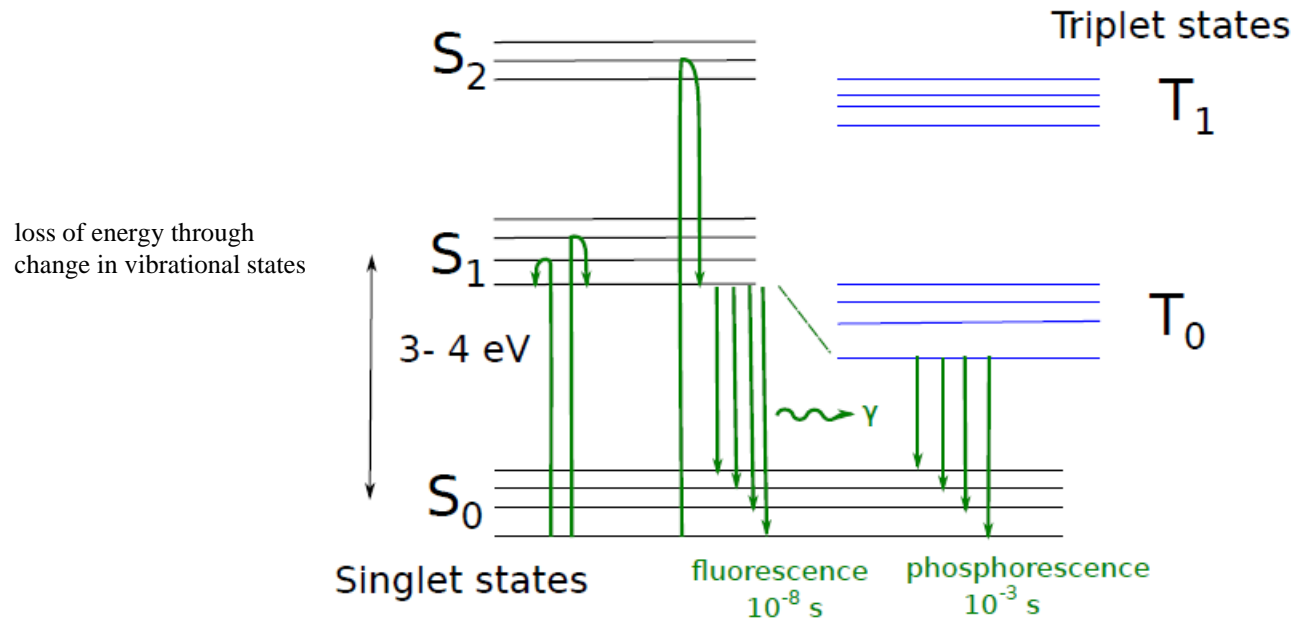 Triplet states
S₂
T₁
loss of energy through
change in vibrational states
S₁
T₀
3- 4 eV
γ
S₀
Singlet states
fluorescence
10⁻⁸ s
phosphorescence
10⁻³ s